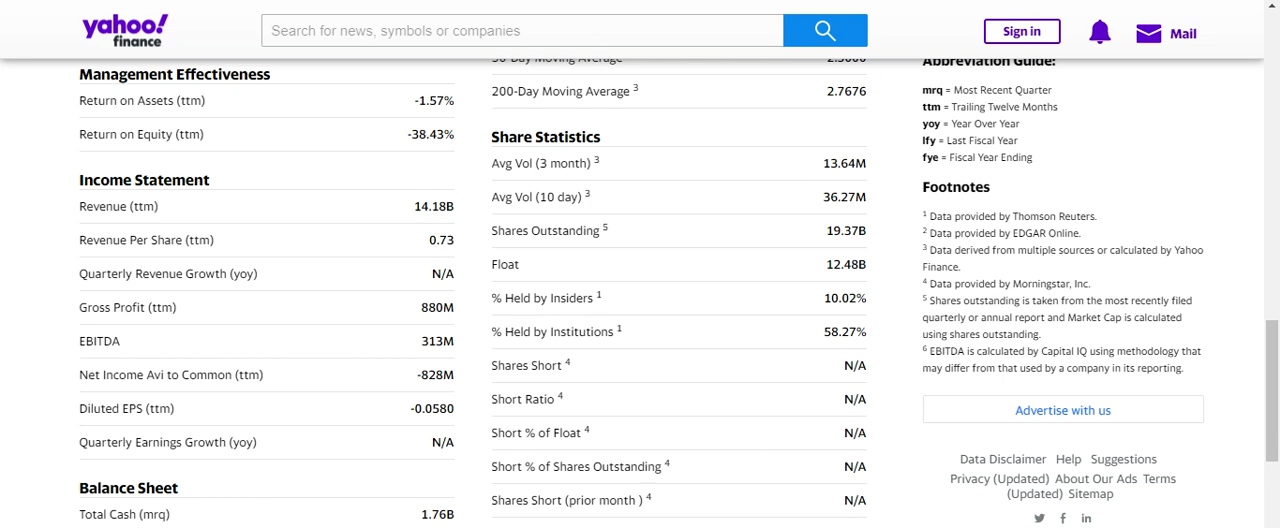 yahoo!
finance
Search for news, symbols or companies
Sign in
Mail
Management Effectiveness
Return on Assets (ttm) -1.57%
Return on Equity (ttm) -38.43%
Income Statement
Revenue (ttm) 14.18B
Revenue Per Share (ttm) 0.73
Quarterly Revenue Growth (yoy) N/A
Gross Profit (ttm) 880M
EBITDA 313M
Net Income Avi to Common (ttm) -828M
Diluted EPS (ttm) -0.0580
Quarterly Earnings Growth (yoy) N/A
Balance Sheet
Total Cash (mrq) 1.76B
Day Moving Average
200-Day Moving Average 3 2.7676
Share Statistics
Avg Vol (3 month) 3 13.64M
Avg Vol (10 day) 3 36.27M
Shares Outstanding 5 19.37B
Float 12.48B
% Held by Insiders 1 10.02%
% Held by Institutions 1 58.27%
Shares Short 4 N/A
Short Ratio 4 N/A
Short % of Float 4 N/A
Short % of Shares Outstanding 4 N/A
Shares Short (prior month ) 4 N/A
Abbreviation Guide:
mrq = Most Recent Quarter
ttm = Trailing Twelve Months
yoy = Year Over Year
lfy = Last Fiscal Year
fye = Fiscal Year Ending
Footnotes
1 Data provided by Thomson Reuters.
2 Data provided by EDGAR Online.
3 Data derived from multiple sources or calculated by Yahoo
Finance.
4 Data provided by Morningstar, Inc.
5 Shares outstanding is taken from the most recently filed
quarterly or annual report and Market Cap is calculated
using shares outstanding.
6 EBITDA is calculated by Capital IQ using methodology that
may differ from that used by a company in its reporting.
Advertise with us
Data Disclaimer Help Suggestions
Privacy (Updated) About Our Ads Terms
(Updated) Sitemap